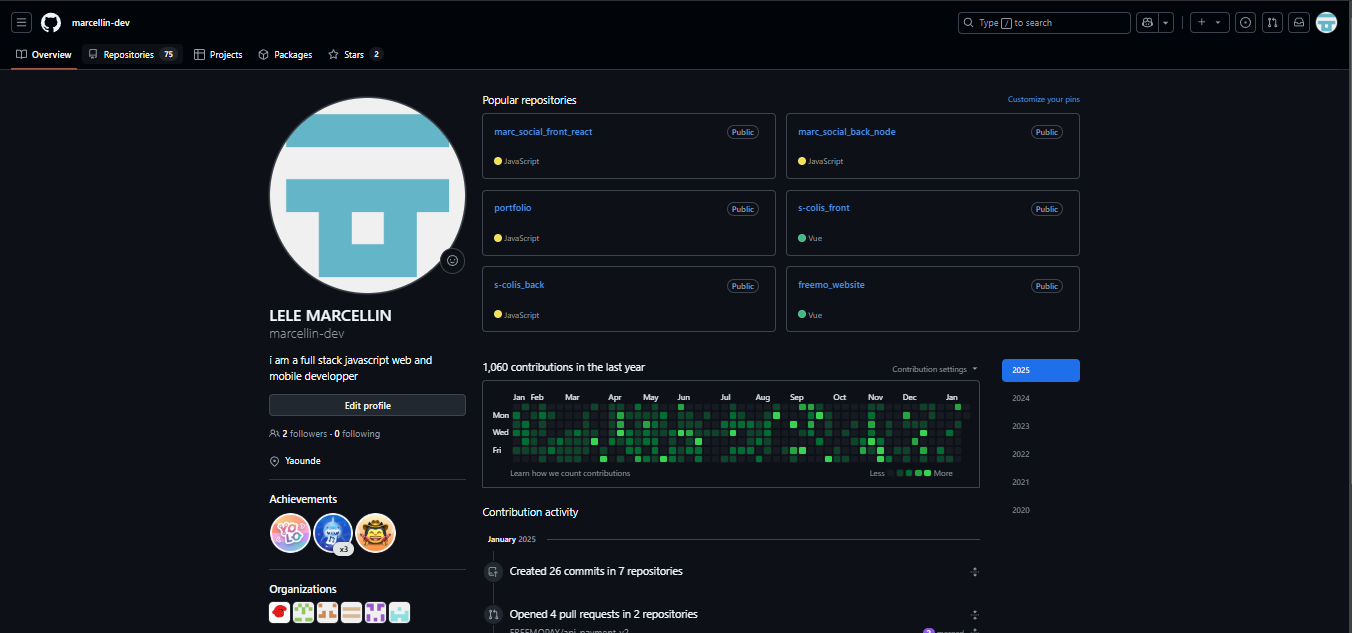 marcellin-dev
Type / to search
Overview
Repositories 75
Projects
Packages
Stars 2
LELE MARCELLIN
marcellin-dev
i am a full stack javascript web and
mobile developper
Edit profile
2 followers · 0 following
Yaounde
Achievements
YOLO
x3
Organizations
Popular repositories
Customize your pins
marc_social_front_react
Public
JavaScript
marc_social_back_node
Public
JavaScript
portfolio
Public
JavaScript
s-colis_front
Public
Vue
s-colis_back
Public
JavaScript
freemo_website
Public
Vue
1,060 contributions in the last year
Contribution settings
Jan Feb Mar Apr May Jun Jul Aug Sep Oct Nov Dec Jan
Mon
Wed
Fri
Learn how we count contributions
Less More
2025
2024
2023
2022
2021
2020
Contribution activity
January 2025
Created 26 commits in 7 repositories
Opened 4 pull requests in 2 repositories